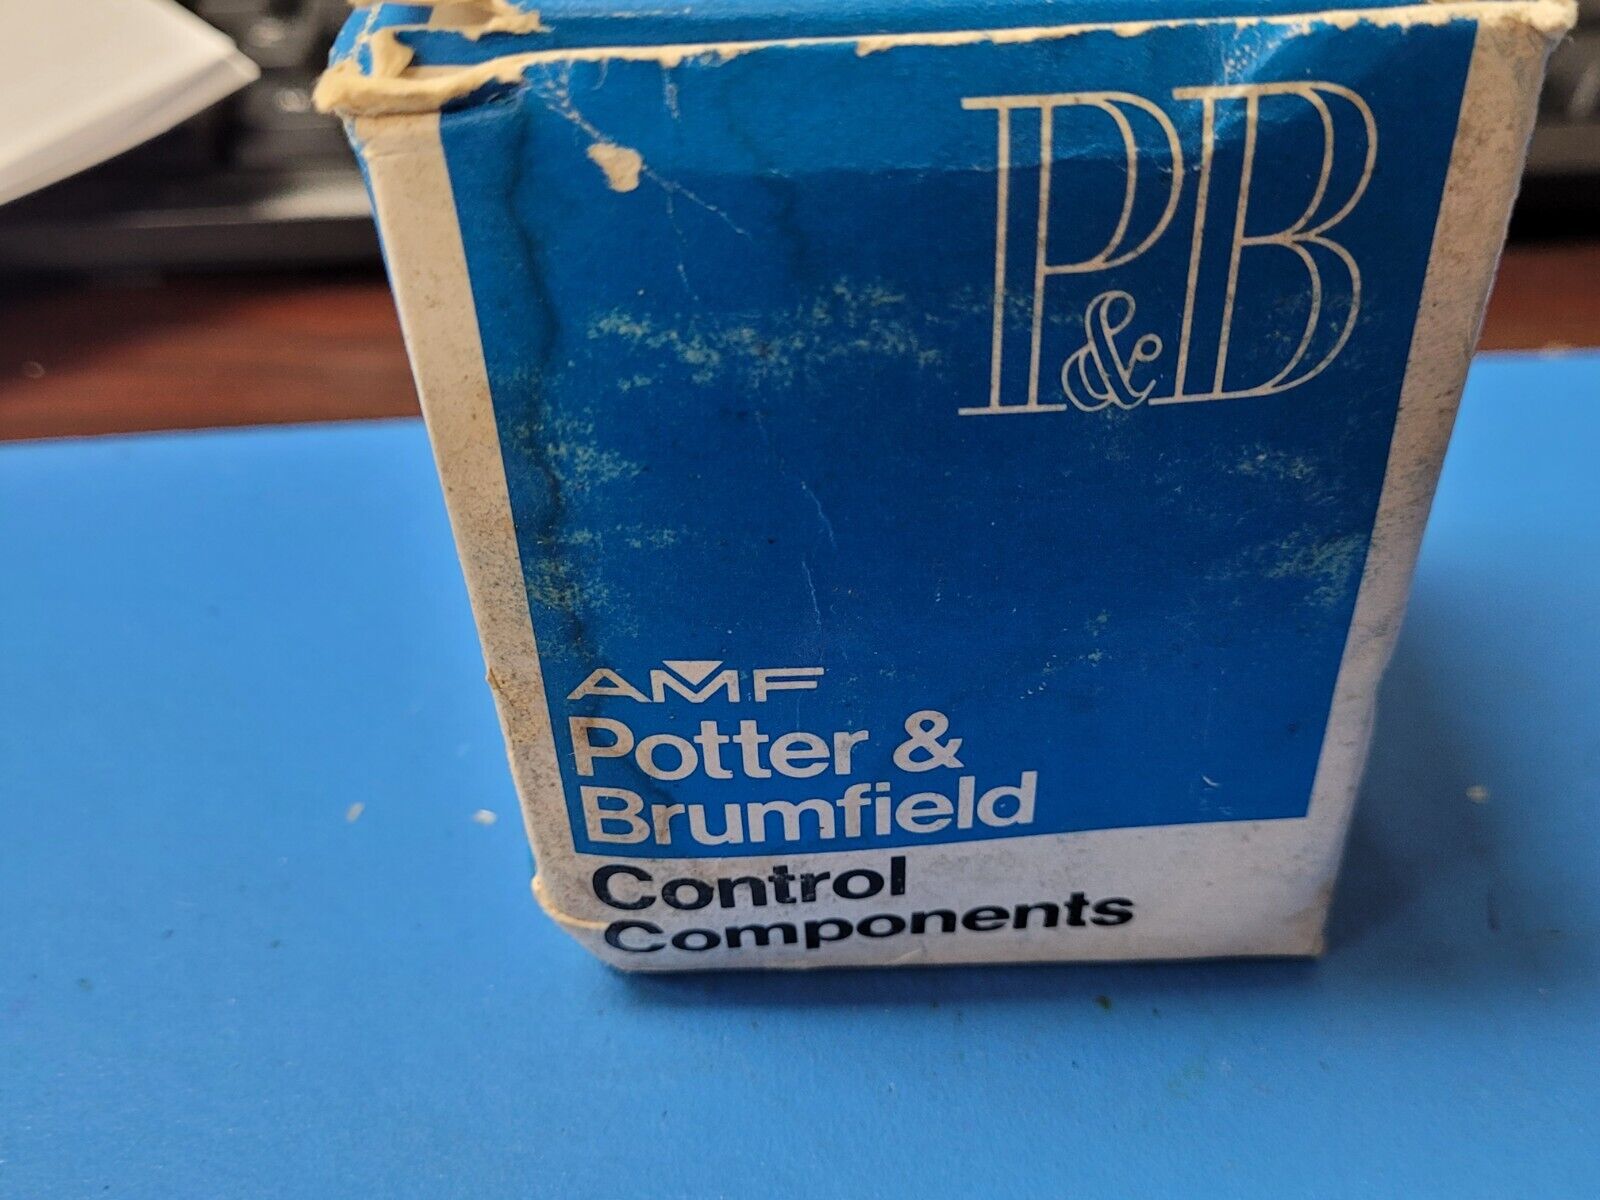 P&B
AMF
Potter &
Brumfield
Control
Components